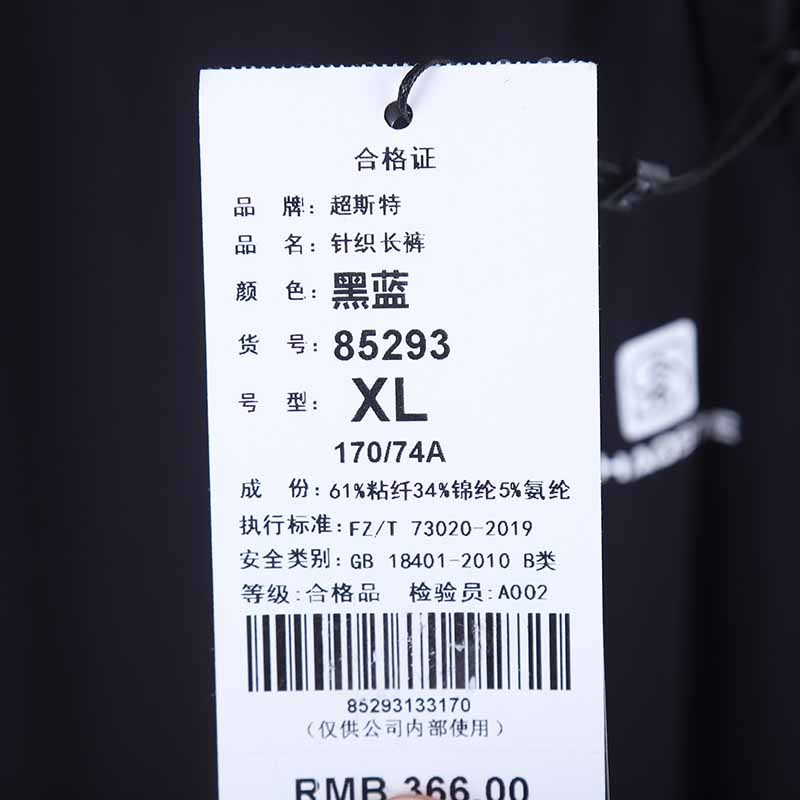 合格证
品 牌：超斯特
品 名：针织长裤
颜 色：黑蓝
货 号：85293
号 型：XL
170/74A
成 份：61%粘纤34%锦纶5%氨纶
执行标准：FZ/T 73020-2019
安全类别：GB 18401-2010 B类
等级：合格品 检验员：A002
85293133170
（仅供公司内部使用）
RMB 366.00